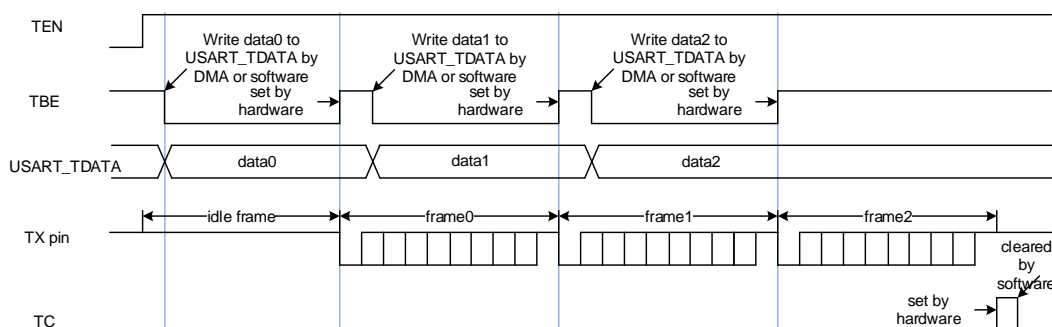 TEN
Write data0 to
USART_TDATA by
DMA or software
Write data1 to
USART_TDATA by
DMA or software
Write data2 to
USART_TDATA by
DMA or software
TBE
set by
hardware
set by
hardware
set by
hardware
USART_TDATA
data0
data1
data2
idle frame
frame0
frame1
frame2
TX pin
cleared
by
software
set by
hardware
TC